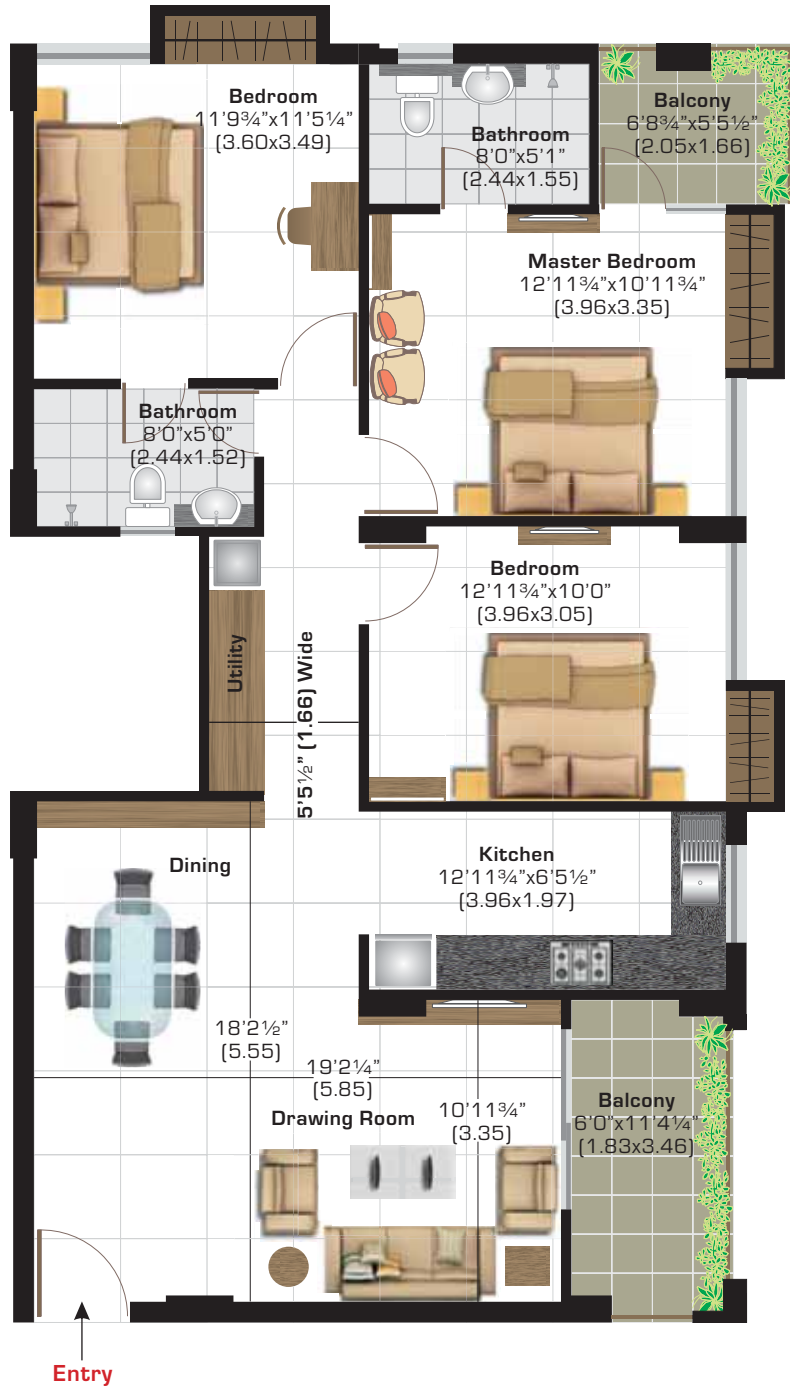 Bedroom
11'9¾"x11'5¼"
(3.60x3.49)
Bathroom
8'0"x5'1"
(2.44x1.55)
Balcony
6'8¾"x5'5½"
(2.05x1.66)
Master Bedroom
12'11¾"x10'11¾"
(3.96x3.35)
Bathroom
8'0"x5'0"
(2.44x1.52)
Bedroom
12'11¾"x10'0"
(3.96x3.05)
Utility
5'5½" (1.66) Wide
Dining
Kitchen
12'11¾"x6'5½"
(3.96x1.97)
18'2½"
(5.55)
19'2¼"
(5.85)
Drawing Room
10'11¾"
(3.35)
Balcony
6'0"x11'4¼"
(1.83x3.46)
Entry